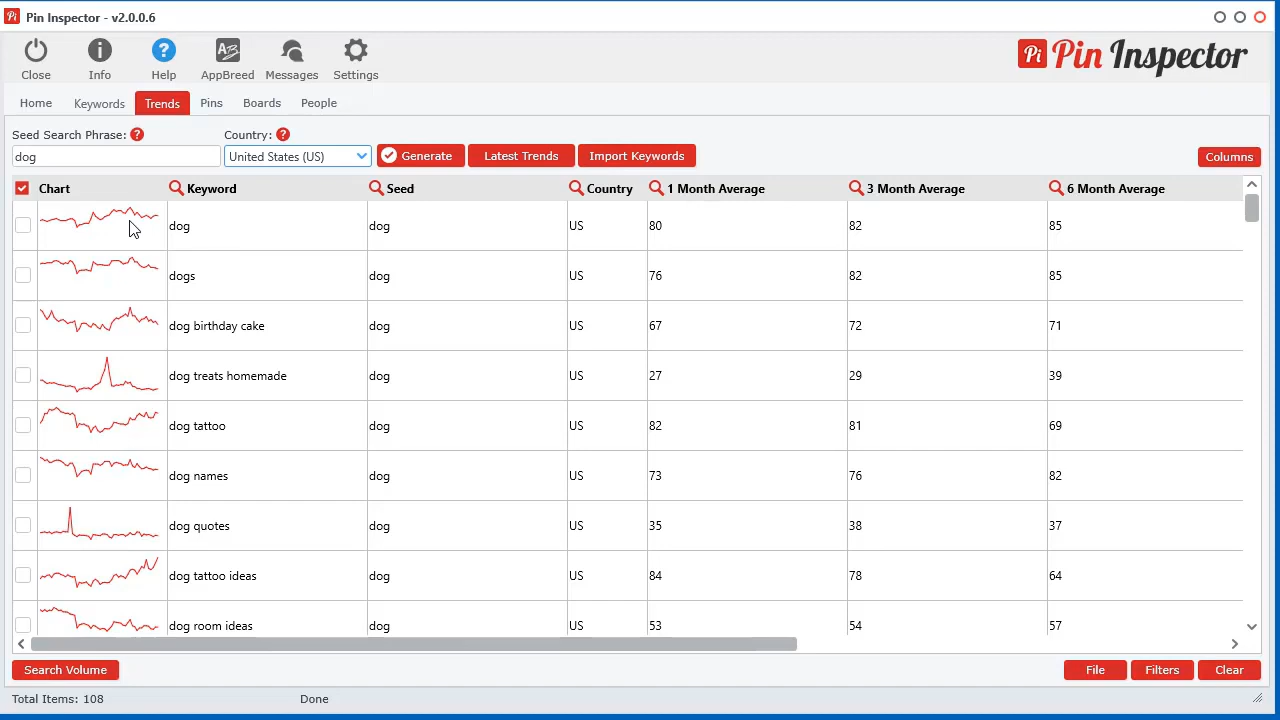 Pi Pin Inspector - v2.0.0.6
Close Info Help AppBreed Messages Settings
Pi Pin Inspector
Home Keywords Trends Pins Boards People
Seed Search Phrase: ? Country: ?
dog United States (US) Generate Latest Trends Import Keywords Columns
Chart Keyword Seed Country 1 Month Average 3 Month Average 6 Month Average
dog dog US 80 82 85
dogs dog US 76 82 85
dog birthday cake dog US 67 72 71
dog treats homemade dog US 27 29 39
dog tattoo dog US 82 81 69
dog names dog US 73 76 82
dog quotes dog US 35 38 37
dog tattoo ideas dog US 84 78 64
dog room ideas dog US 53 54 57
Search Volume File Filters Clear
Total Items: 108 Done